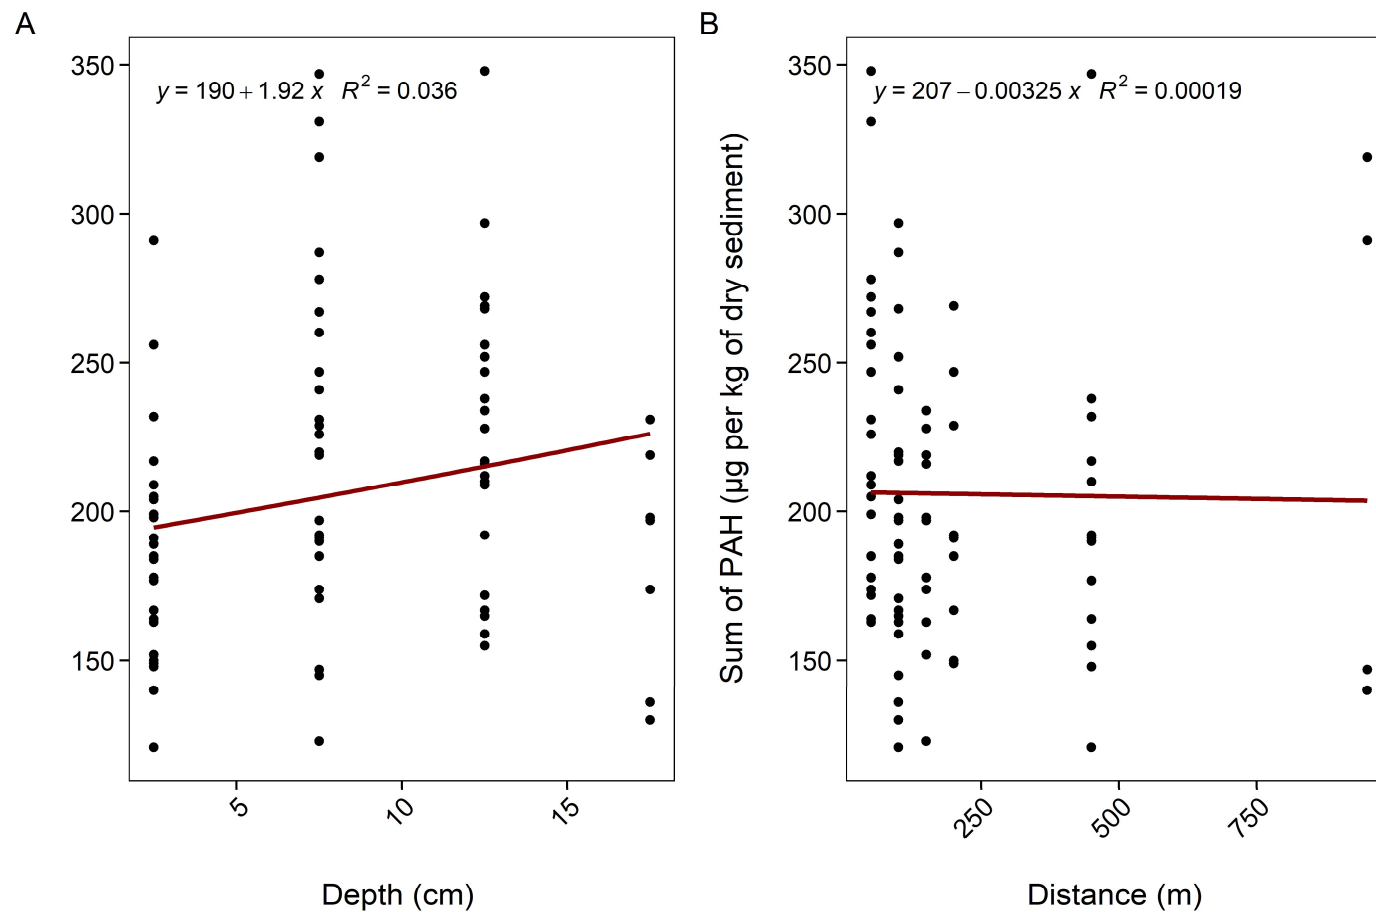 A
350
300
250
200
150
y = 190 + 1.92 x R² = 0.036
5
10
15
Depth (cm)
B
Sum of PAH (µg per kg of dry sediment)
350
300
250
200
150
y = 207 − 0.00325 x R² = 0.00019
250
500
750
Distance (m)